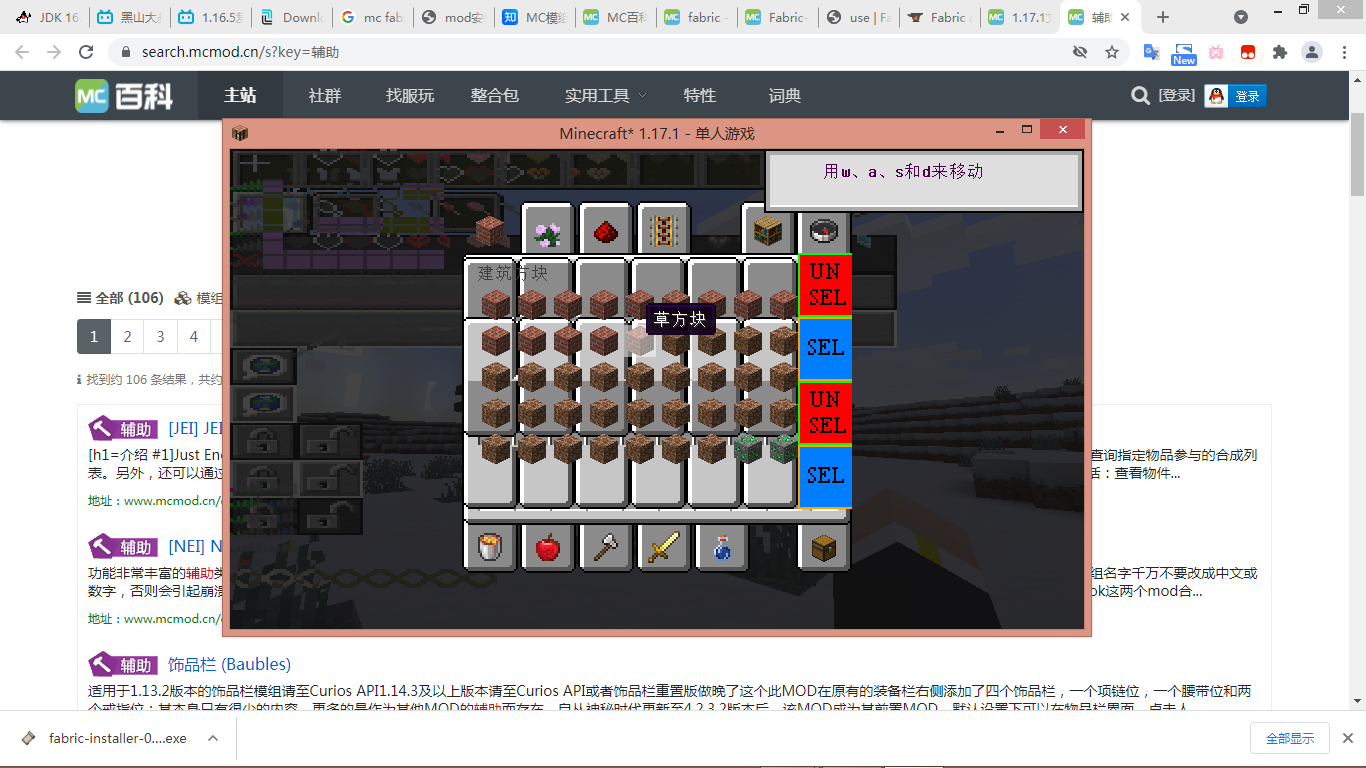 JDK 16
黑山大
1.16.5
Downl
mc fab
mod安
MC模
MC百科
fabric -
Fabric-
use | Fa
Fabric A
1.17.1
辅助
search.mcmod.cn/s?key=辅助
New
MC百科
主站
社群
找服玩
整合包
实用工具
特性
词典
[登录]
登录
Minecraft* 1.17.1 - 单人游戏
用w、a、s和d来移动
建筑方块
草方块
UN SEL
SEL
UN SEL
SEL
全部 (106)
模组
1 2 3 4
找到约 106 条结果，共约
辅助 [JEI] JEI
[h1=介绍 #1]Just En
查询指定物品参与的合成列
表。另外，还可以通过
括：查看物件...
地址：www.mcmod.cn/
辅助 [NEI] N
功能非常丰富的辅助类
组名字千万不要改成中文或
数字，否则会引起崩溃
ok这两个mod合...
地址：www.mcmod.cn/
辅助 饰品栏 (Baubles)
适用于1.13.2版本的饰品栏模组请至Curios API1.14.3及以上版本请至Curios API或者饰品栏重置版做晚了这个此MOD在原有的装备栏右侧添加了四个饰品栏，一个项链位，一个腰带位和两
个戒指位；其本身只有很少的内容，更多的是作为其他MOD的辅助而存在。自从神秘时代更新至4.2.3.2版本后，该MOD成为其前置MOD。默认设置下可以在物品栏界面，点击人
fabric-installer-0....exe
全部显示